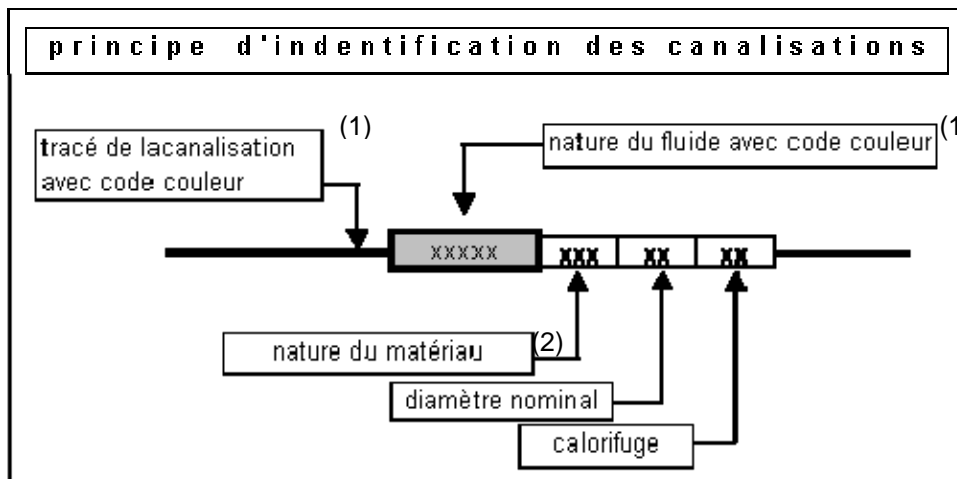 principe d'indentification des canalisations
(1)
tracé de lacanalisation
avec code couleur
nature du fluide avec code couleur
(1
xxxxx xxx xx xx
nature du matériau
(2)
diamètre nominal
calorifuge